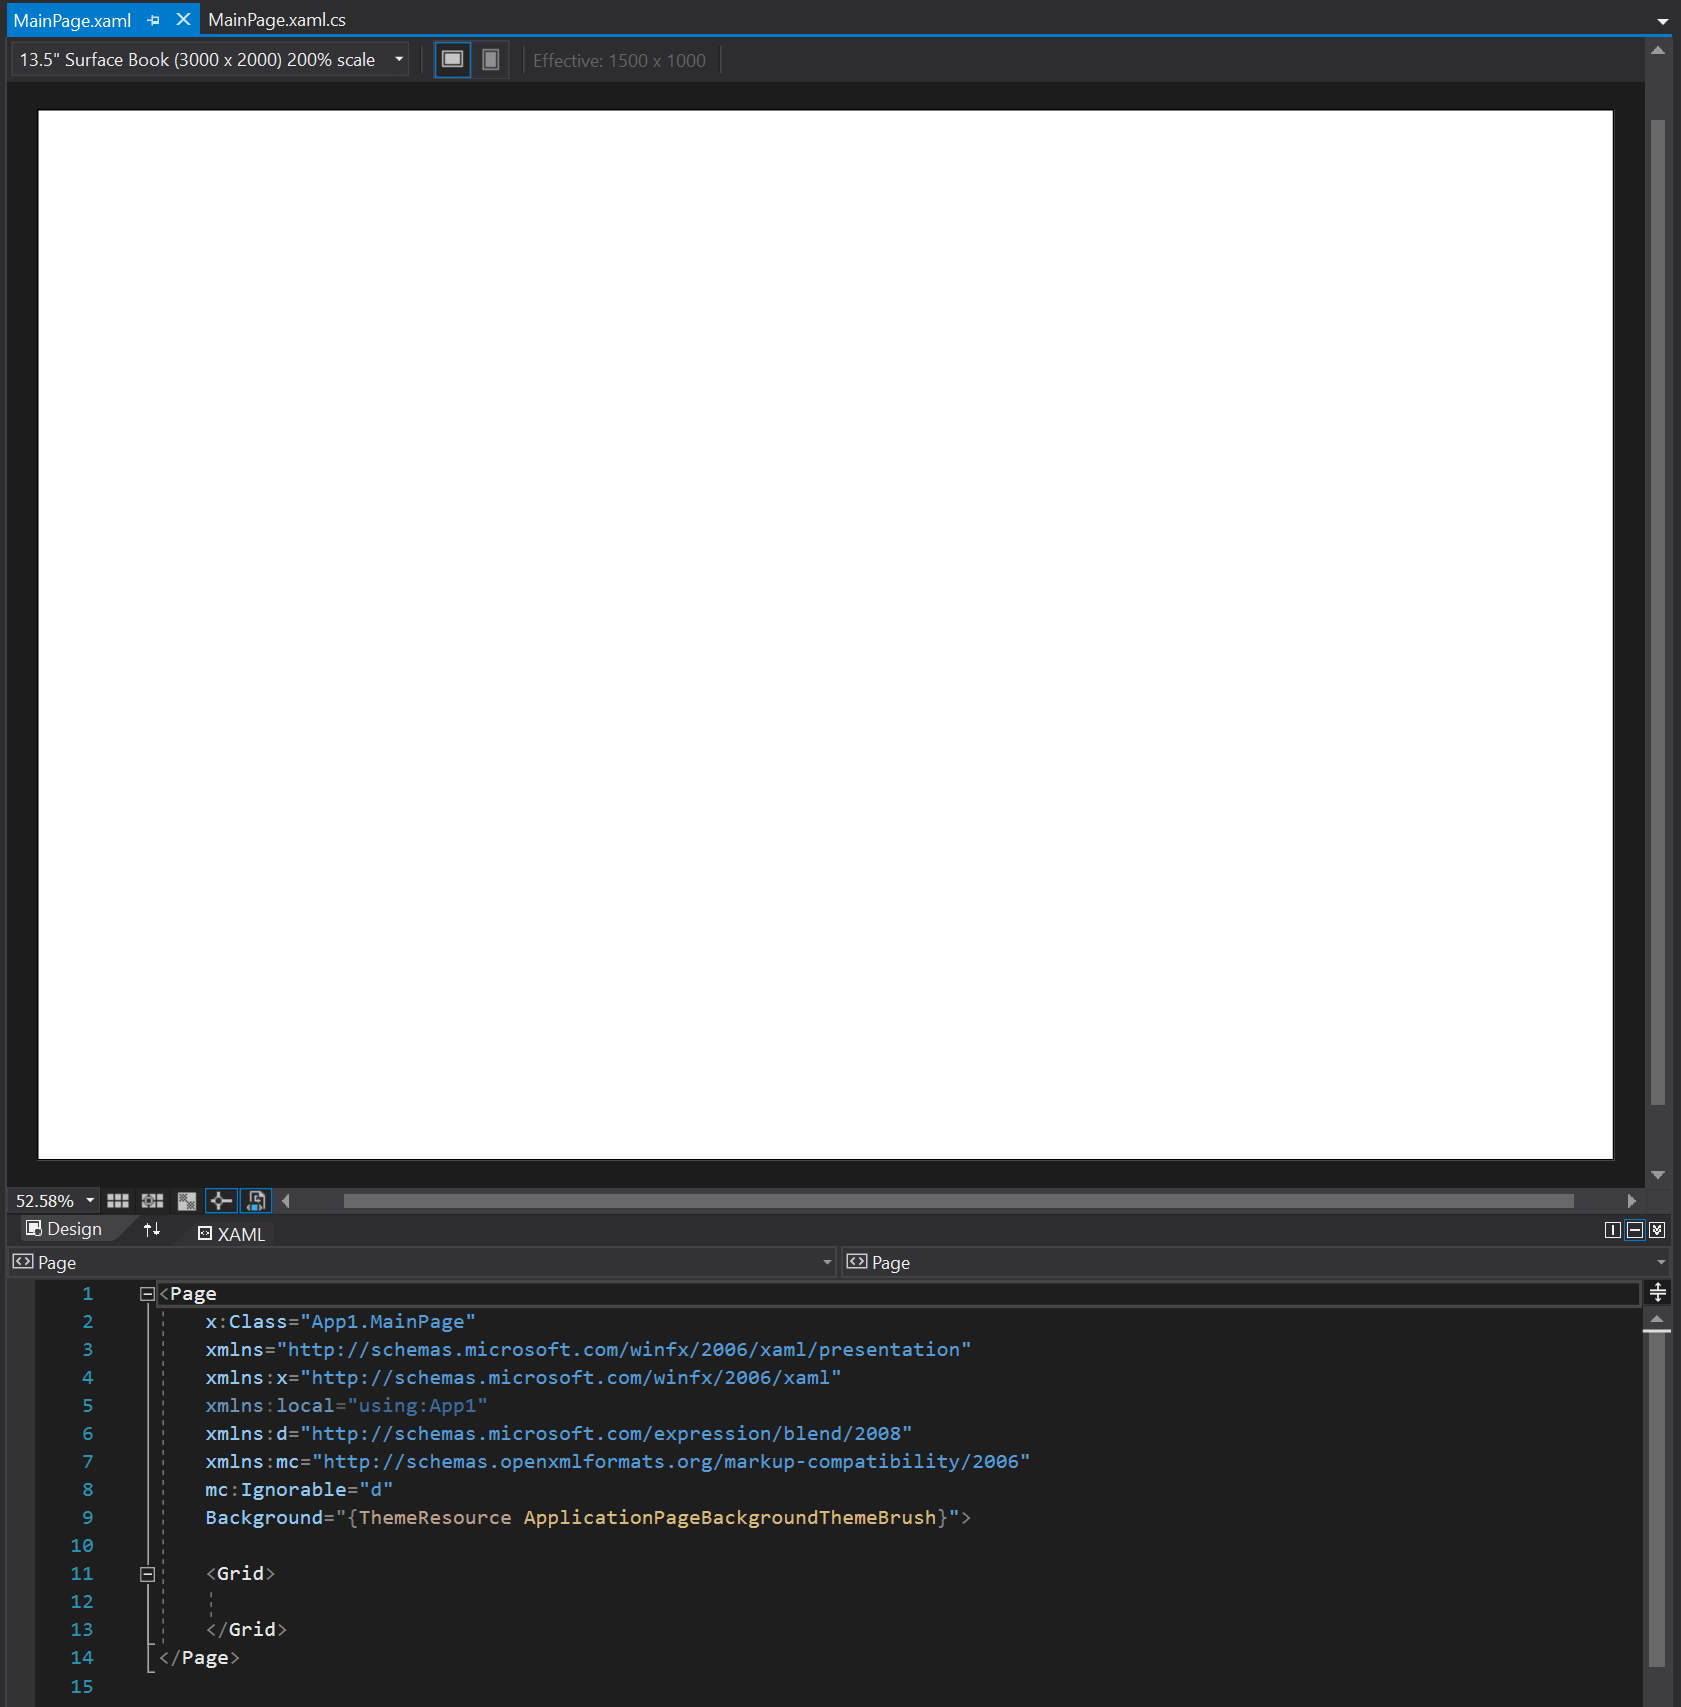 MainPage.xaml MainPage.xaml.cs
13.5" Surface Book (3000 x 2000) 200% scale Effective: 1500 x 1000
52.58%
Design XAML
Page Page
1 <Page
2 x:Class="App1.MainPage"
3 xmlns="http://schemas.microsoft.com/winfx/2006/xaml/presentation"
4 xmlns:x="http://schemas.microsoft.com/winfx/2006/xaml"
5 xmlns:local="using:App1"
6 xmlns:d="http://schemas.microsoft.com/expression/blend/2008"
7 xmlns:mc="http://schemas.openxmlformats.org/markup-compatibility/2006"
8 mc:Ignorable="d"
9 Background="{ThemeResource ApplicationPageBackgroundThemeBrush}">
10
11 <Grid>
12
13 </Grid>
14 </Page>
15